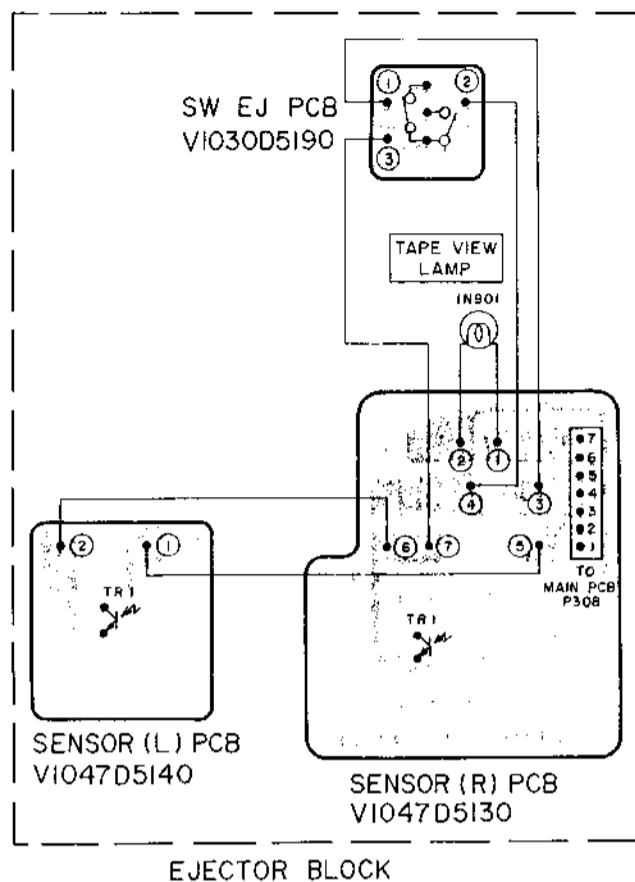 SW EJ PCB
V1030D5190
1
2
3
TAPE VIEW
LAMP
IN901
2
1
4
3
6
7
5
7
6
5
4
3
2
1
TO
MAIN PCB
P308
TR1
2
1
TR1
SENSOR (L) PCB
V1047D5140
SENSOR (R) PCB
V1047D5130
EJECTOR BLOCK